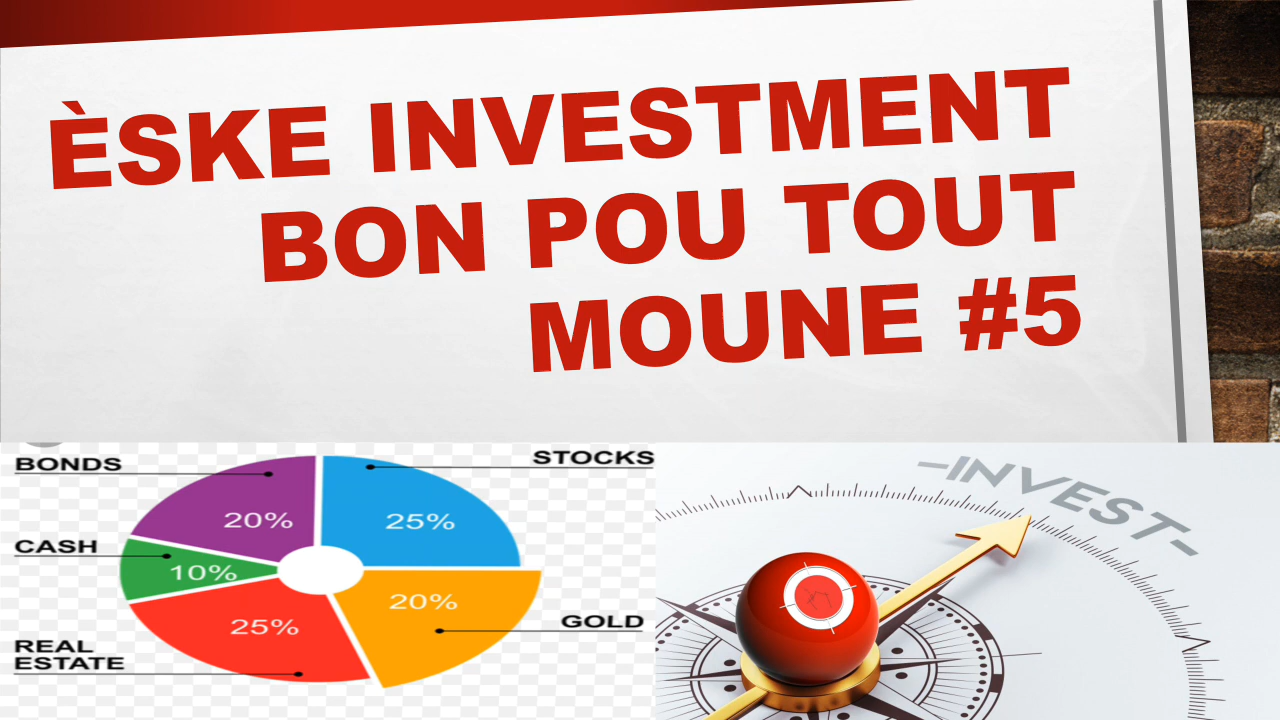 ÈSKE INVESTMENT
BON POU TOUT
MOUNE #5
BONDS
STOCKS
20%
25%
CASH
10%
20%
25%
GOLD
REAL
ESTATE
-INVEST-